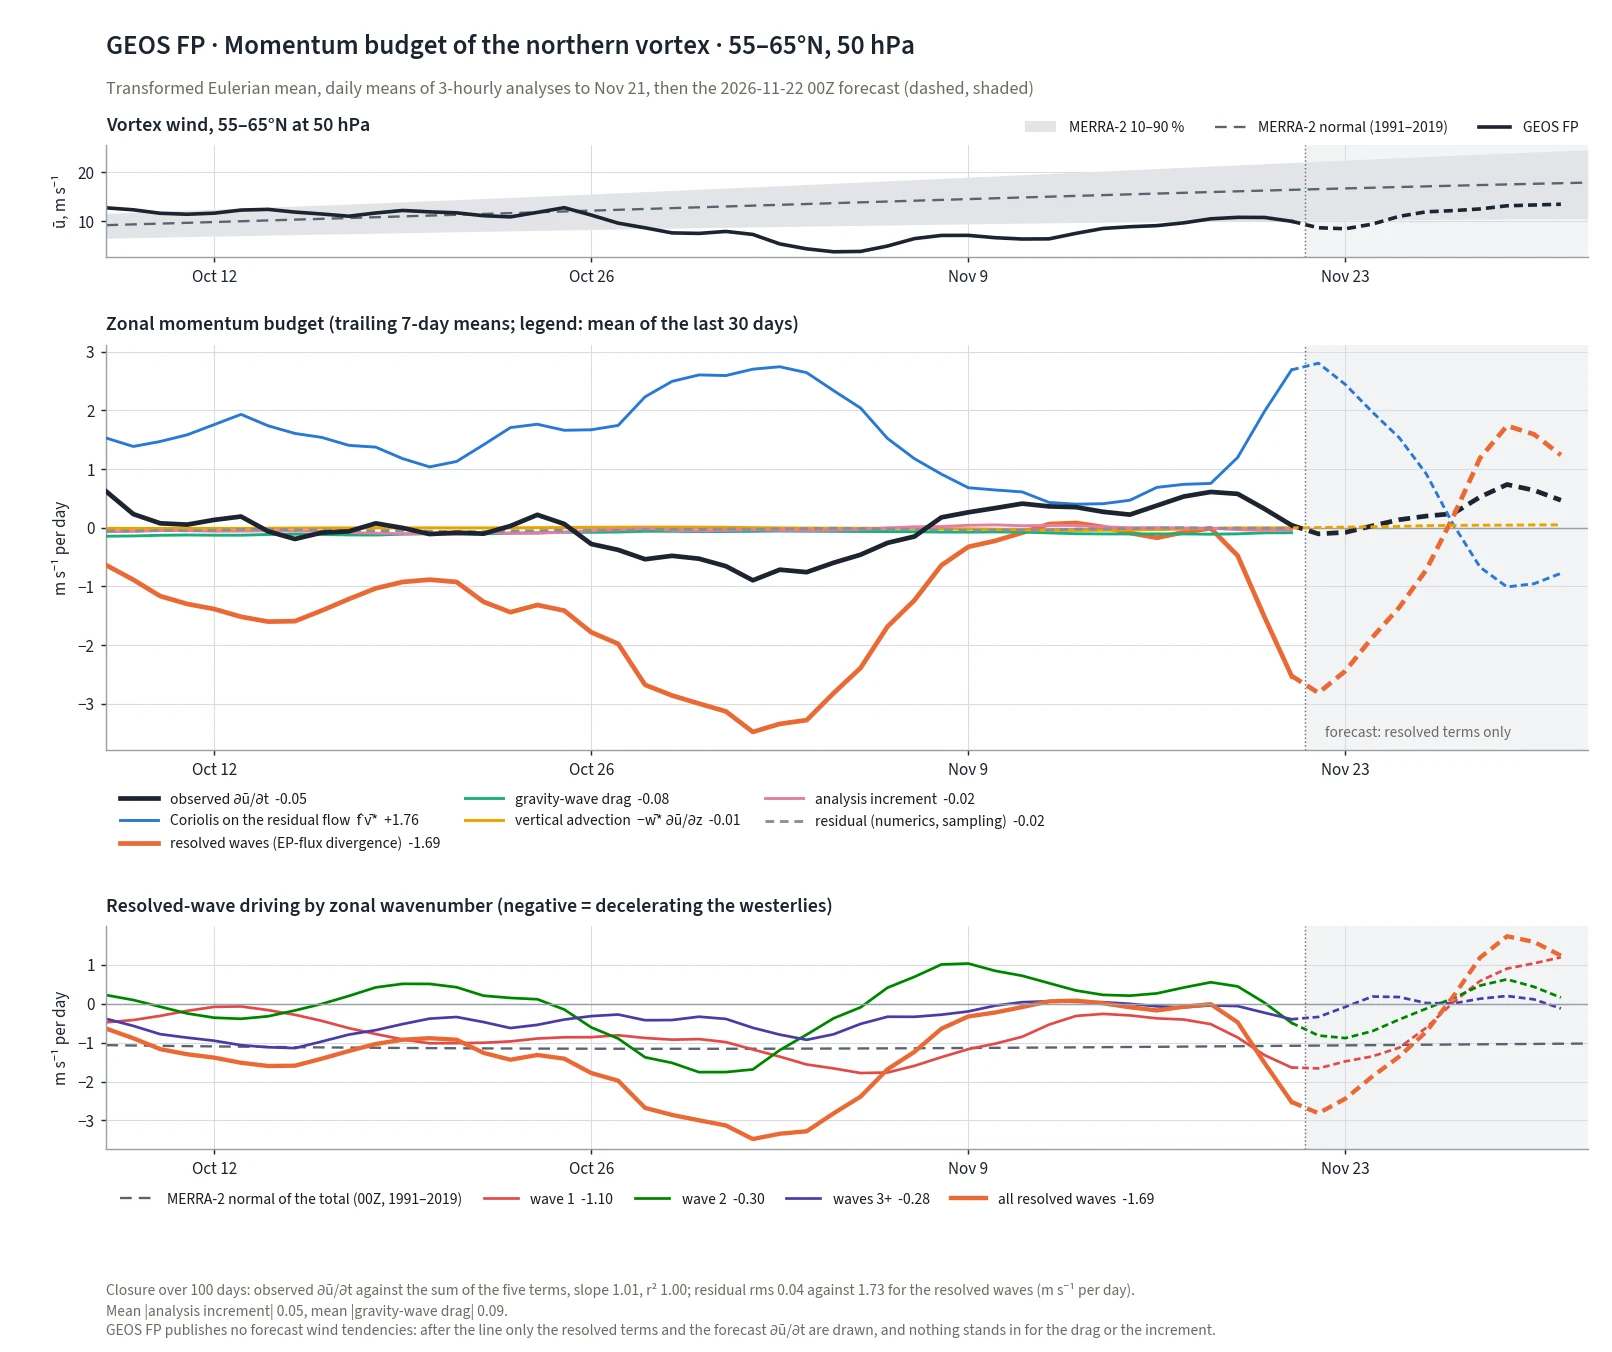 GEOS FP · Momentum budget of the northern vortex · 55–65°N, 50 hPa
Transformed Eulerian mean, daily means of 3-hourly analyses to Nov 21, then the 2026-11-22 00Z forecast (dashed, shaded)
Vortex wind, 55–65°N at 50 hPa
MERRA-2 10–90 %
MERRA-2 normal (1991–2019)
GEOS FP
ū, m s⁻¹
20
10
Oct 12
Oct 26
Nov 9
Nov 23
Zonal momentum budget (trailing 7-day means; legend: mean of the last 30 days)
m s⁻¹ per day
3
2
1
0
−1
−2
−3
forecast: resolved terms only
Oct 12
Oct 26
Nov 9
Nov 23
observed ∂ū/∂t -0.05
Coriolis on the residual flow f v̄* +1.76
resolved waves (EP-flux divergence) -1.69
gravity-wave drag -0.08
vertical advection −w̄* ∂ū/∂z -0.01
analysis increment -0.02
residual (numerics, sampling) -0.02
Resolved-wave driving by zonal wavenumber (negative = decelerating the westerlies)
m s⁻¹ per day
1
0
−1
−2
−3
Oct 12
Oct 26
Nov 9
Nov 23
MERRA-2 normal of the total (00Z, 1991–2019)
wave 1 -1.10
wave 2 -0.30
waves 3+ -0.28
all resolved waves -1.69
Closure over 100 days: observed ∂ū/∂t against the sum of the five terms, slope 1.01, r² 1.00; residual rms 0.04 against 1.73 for the resolved waves (m s⁻¹ per day).
Mean |analysis increment| 0.05, mean |gravity-wave drag| 0.09.
GEOS FP publishes no forecast wind tendencies: after the line only the resolved terms and the forecast ∂ū/∂t are drawn, and nothing stands in for the drag or the increment.